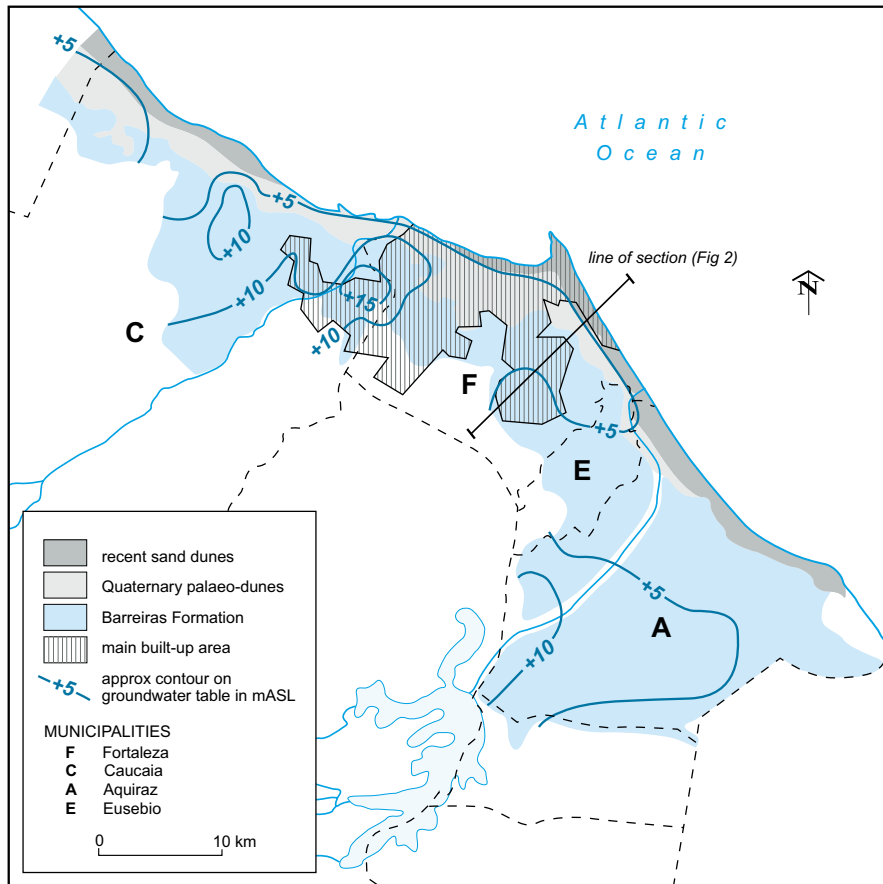 +5
Atlantic
Ocean
+5
+10
line of section (Fig 2)
N
+10
+15
C
+10
F
+5
E
+5
A
+10
recent sand dunes
Quaternary palaeo-dunes
Barreiras Formation
main built-up area
+5
approx contour on
groundwater table in mASL
MUNICIPALITIES
F Fortaleza
C Caucaia
A Aquiraz
E Eusebio
0 10 km